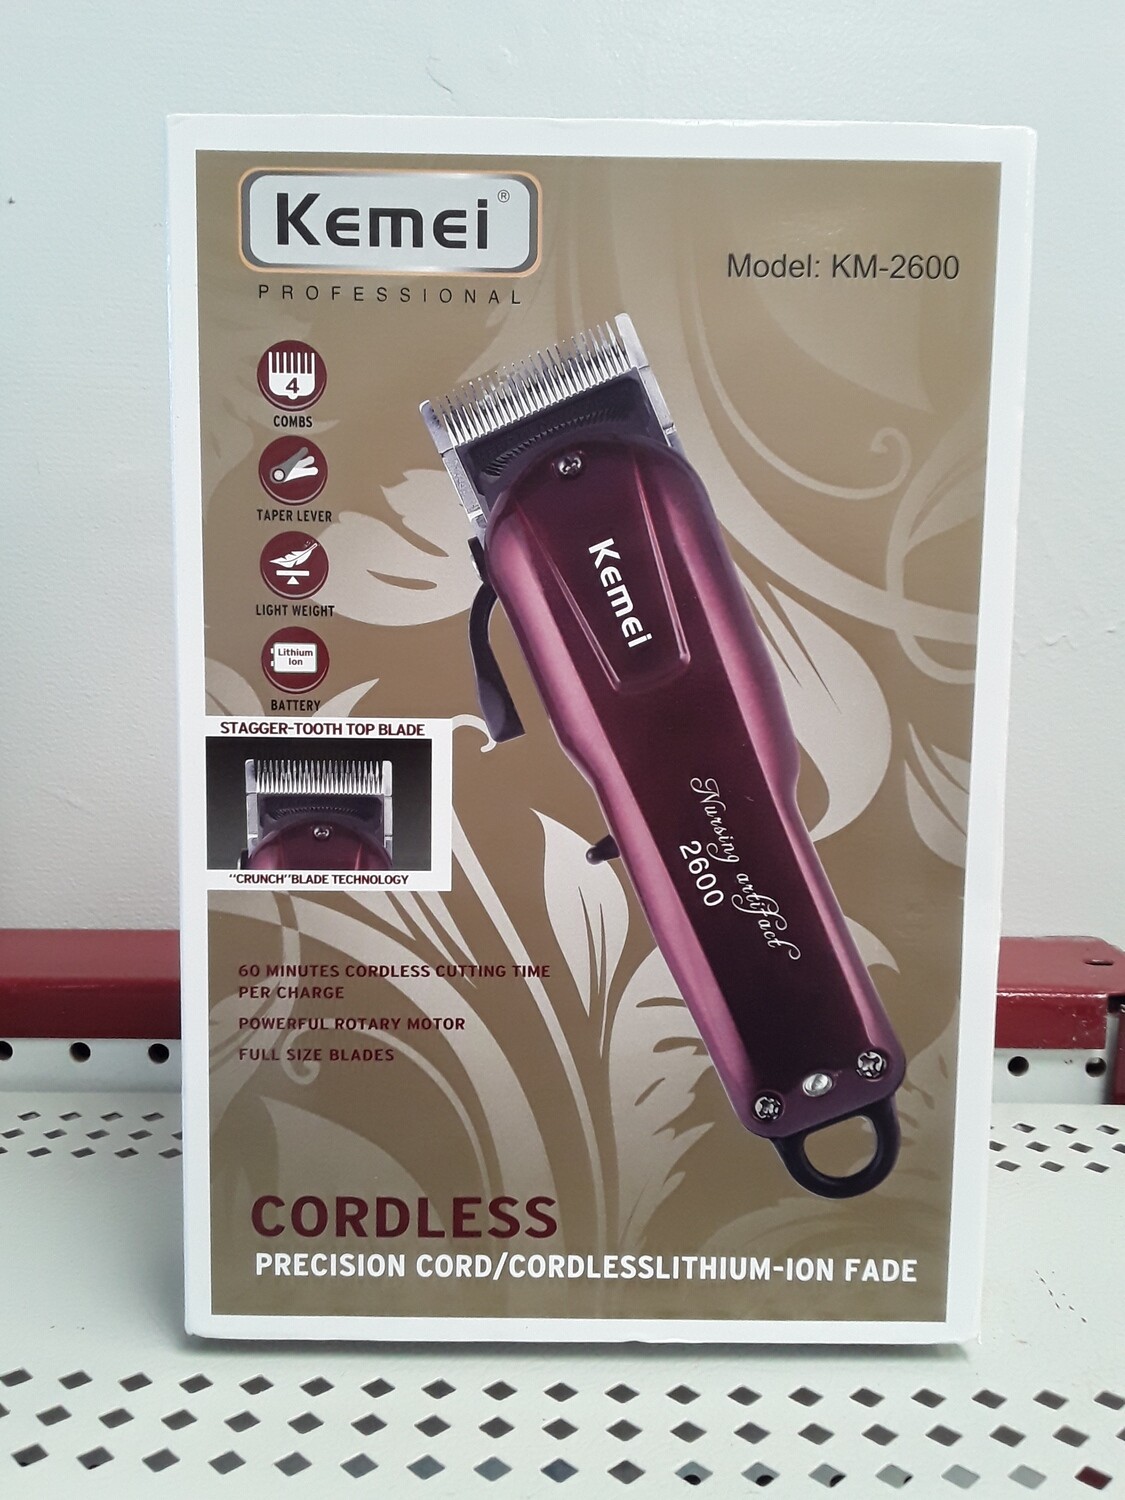 Kemei®
PROFESSIONAL
Model: KM-2600
4
COMBS
TAPER LEVER
LIGHT WEIGHT
Lithium
Ion
BATTERY
STAGGER-TOOTH TOP BLADE
"CRUNCH"BLADE TECHNOLOGY
Kemei
Nursing artifact
2600
60 MINUTES CORDLESS CUTTING TIME
PER CHARGE
POWERFUL ROTARY MOTOR
FULL SIZE BLADES
CORDLESS
PRECISION CORD/CORDLESSLITHIUM-ION FADE